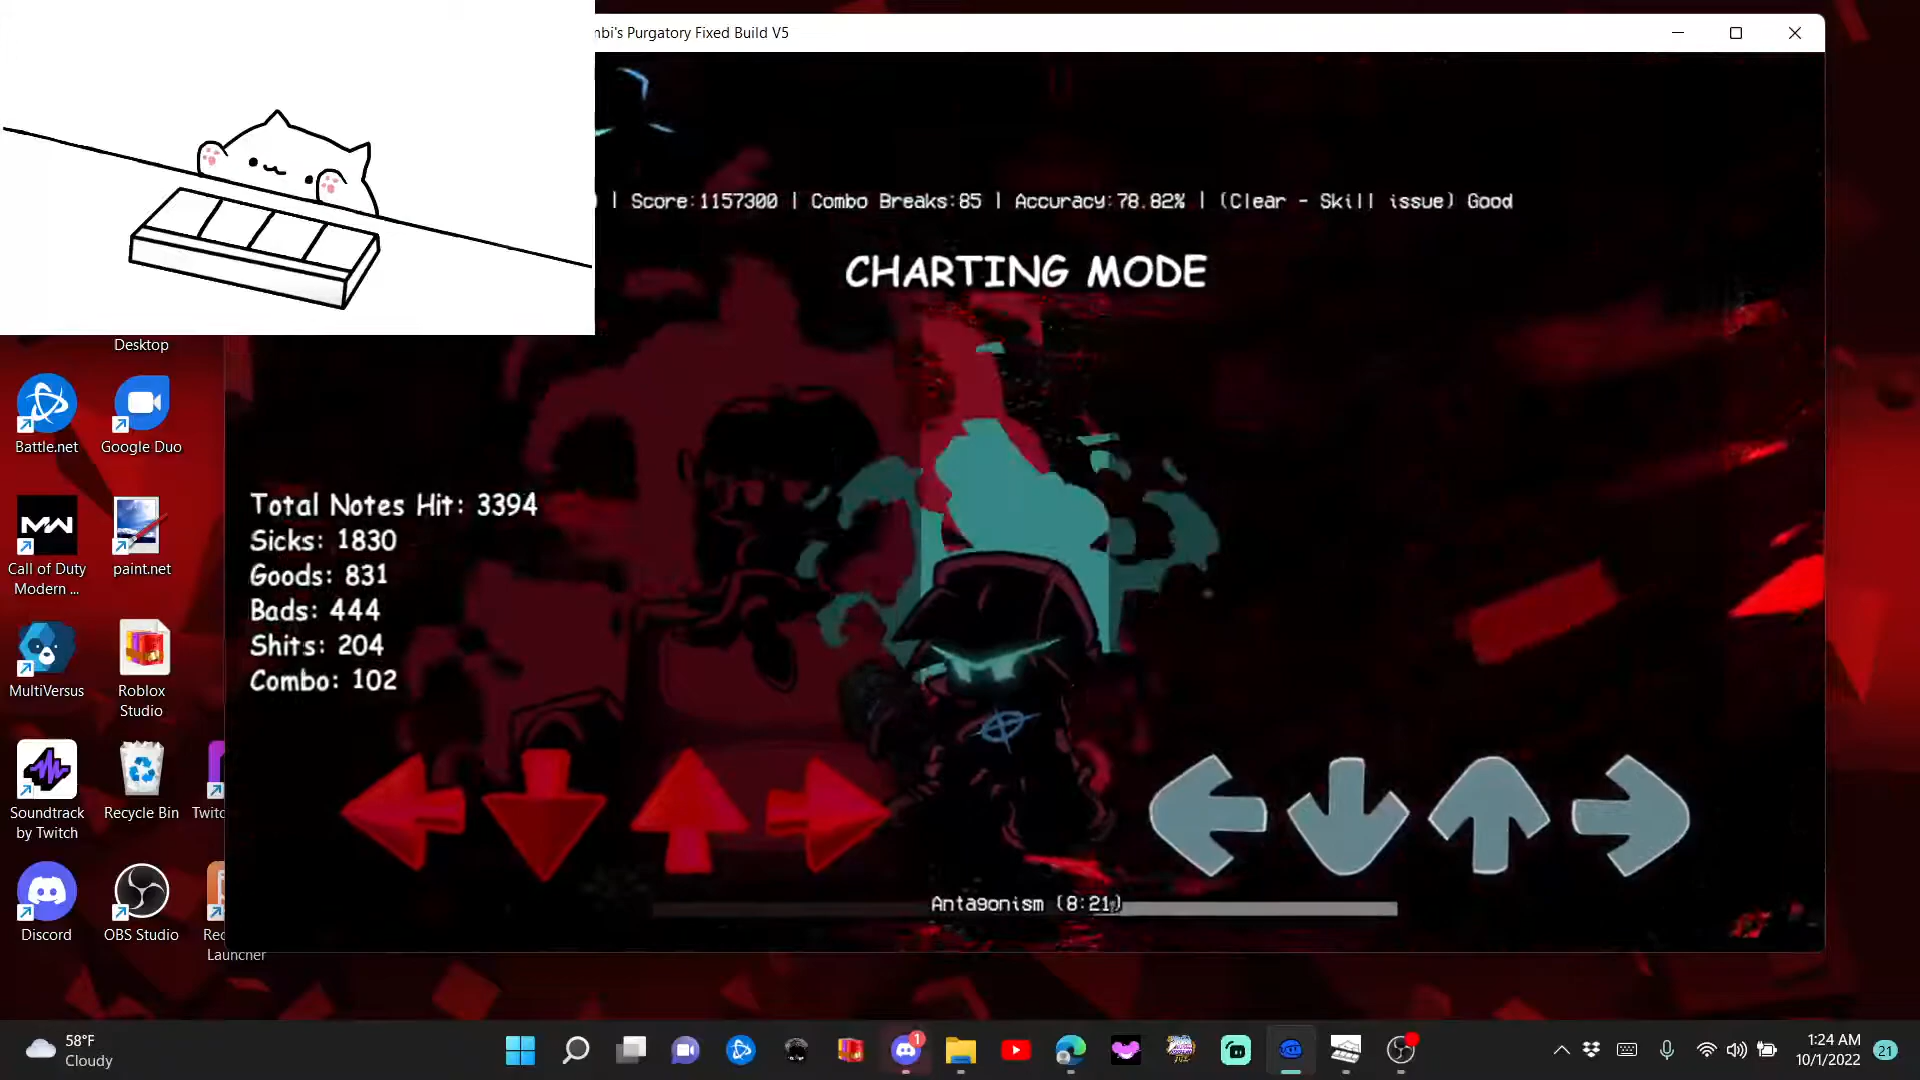 mbi's Purgatory Fixed Build V5
) | Score:1157300 | Combo Breaks:85 | Accuracy:78.82% | (Clear - Skill issue) Good
CHARTING MODE
Total Notes Hit: 3394
Sicks: 1830
Goods: 831
Bads: 444
Shits: 204
Combo: 102
Antagonism (8:21)
Desktop
Battle.net
Google Duo
Call of Duty
Modern ...
paint.net
MultiVersus
Roblox
Studio
Soundtrack
by Twitch
Recycle Bin
Twitc
Discord
OBS Studio
Rec
Launcher
58°F
Cloudy
1
1:24 AM
10/1/2022
21